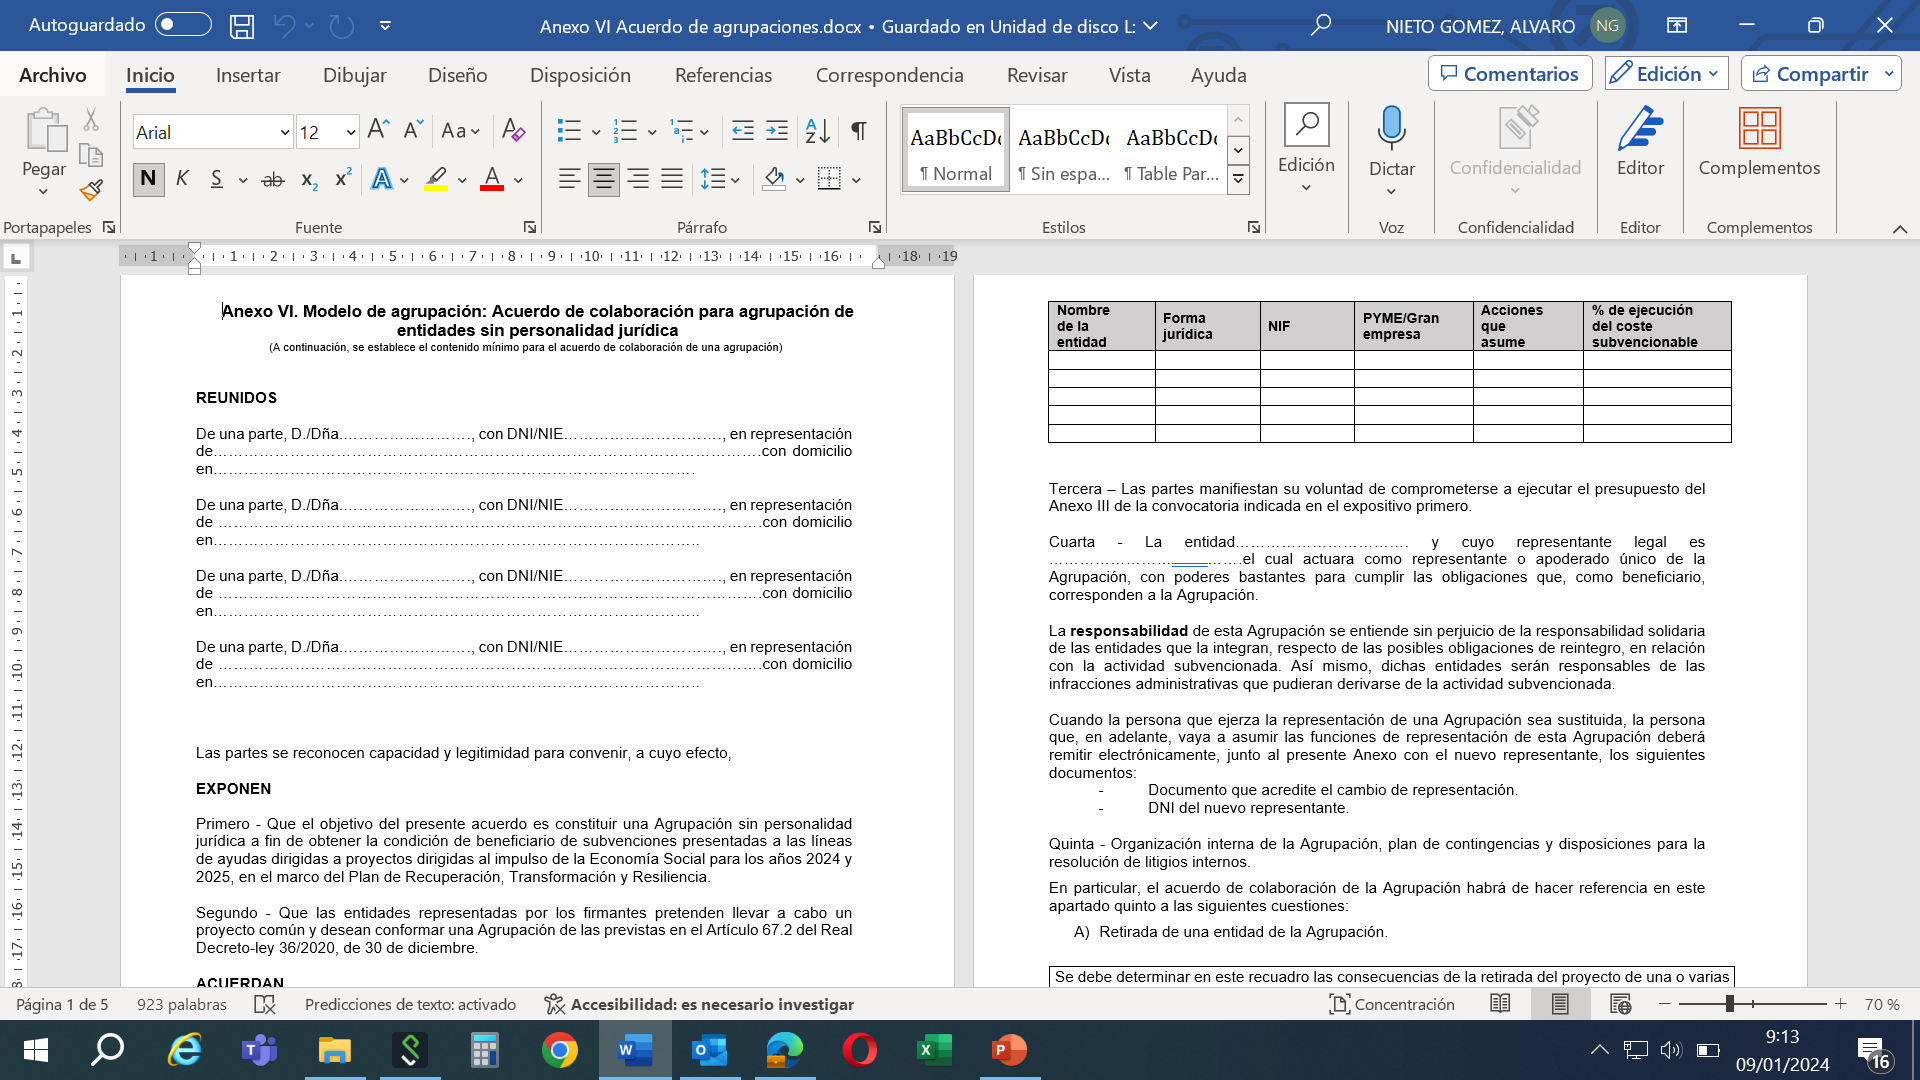 Autoguardado
Anexo VI Acuerdo de agrupaciones.docx • Guardado en Unidad de disco L:
NIETO GOMEZ, ALVARO
NG
Archivo
Inicio
Insertar
Dibujar
Diseño
Disposición
Referencias
Correspondencia
Revisar
Vista
Ayuda
Comentarios
Edición
Compartir
Pegar
Arial
12
Aa
N K S ab x2 x2 A A
AaBbCcDc
¶ Normal
AaBbCcDc
¶ Sin espa...
AaBbCcDc
¶ Table Par...
Edición
Dictar
Confidencialidad
Editor
Complementos
Portapapeles
Fuente
Párrafo
Estilos
Voz
Confidencialidad
Editor
Complementos
Anexo VI. Modelo de agrupación: Acuerdo de colaboración para agrupación de
entidades sin personalidad jurídica
(A continuación, se establece el contenido mínimo para el acuerdo de colaboración de una agrupación)
REUNIDOS
De una parte, D./Dña………………………, con DNI/NIE…………………………., en representación
de……………………………………………………………………………………………….con domicilio
en…………………………………………………………………………………….
De una parte, D./Dña………………………, con DNI/NIE…………………………., en representación
de ……………………………………………………………………………………………….con domicilio
en……………………………………………………………………………………..
De una parte, D./Dña………………………, con DNI/NIE…………………………., en representación
de ……………………………………………………………………………………………….con domicilio
en……………………………………………………………………………………..
De una parte, D./Dña………………………, con DNI/NIE…………………………., en representación
de ……………………………………………………………………………………………….con domicilio
en……………………………………………………………………………………..
Las partes se reconocen capacidad y legitimidad para convenir, a cuyo efecto,
EXPONEN
Primero - Que el objetivo del presente acuerdo es constituir una Agrupación sin personalidad
jurídica a fin de obtener la condición de beneficiario de subvenciones presentadas a las líneas
de ayudas dirigidas a proyectos dirigidas al impulso de la Economía Social para los años 2024 y
2025, en el marco del Plan de Recuperación, Transformación y Resiliencia.
Segundo - Que las entidades representadas por los firmantes pretenden llevar a cabo un
proyecto común y desean conformar una Agrupación de las previstas en el Artículo 67.2 del Real
Decreto-ley 36/2020, de 30 de diciembre.
ACUERDAN
Nombre de la entidad
Forma jurídica
NIF
PYME/Gran empresa
Acciones que asume
% de ejecución del coste subvencionable
Tercera – Las partes manifiestan su voluntad de comprometerse a ejecutar el presupuesto del
Anexo III de la convocatoria indicada en el expositivo primero.
Cuarta - La entidad……………………………. y cuyo representante legal es
……………………………….el cual actuara como representante o apoderado único de la
Agrupación, con poderes bastantes para cumplir las obligaciones que, como beneficiario,
corresponden a la Agrupación.
La responsabilidad de esta Agrupación se entiende sin perjuicio de la responsabilidad solidaria
de las entidades que la integran, respecto de las posibles obligaciones de reintegro, en relación
con la actividad subvencionada. Así mismo, dichas entidades serán responsables de las
infracciones administrativas que pudieran derivarse de la actividad subvencionada.
Cuando la persona que ejerza la representación de una Agrupación sea sustituida, la persona
que, en adelante, vaya a asumir las funciones de representación de esta Agrupación deberá
remitir electrónicamente, junto al presente Anexo con el nuevo representante, los siguientes
documentos:
- Documento que acredite el cambio de representación.
- DNI del nuevo representante.
Quinta - Organización interna de la Agrupación, plan de contingencias y disposiciones para la
resolución de litigios internos.
En particular, el acuerdo de colaboración de la Agrupación habrá de hacer referencia en este
apartado quinto a las siguientes cuestiones:
A) Retirada de una entidad de la Agrupación.
Se debe determinar en este recuadro las consecuencias de la retirada del proyecto de una o varias
Página 1 de 5
923 palabras
Predicciones de texto: activado
Accesibilidad: es necesario investigar
Concentración
70 %
9:13
09/01/2024
16